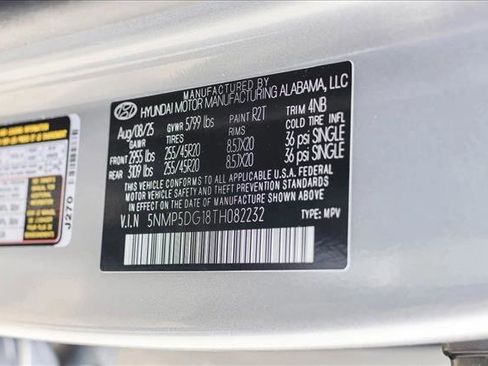 MANUFACTURED BY
HYUNDAI MOTOR MANUFACTURING ALABAMA, LLC
Aug/08/25 GVWR 5799 lbs PAINT R2T TRIM 4NB
GAWR TIRES RIMS COLD TIRE INFL
FRONT 2955 lbs 255/45R20 8.5JX20 36 psi SINGLE
REAR 3109 lbs 255/45R20 8.5JX20 36 psi SINGLE
THIS VEHICLE CONFORMS TO ALL APPLICABLE U.S.A FEDERAL
MOTOR VEHICLE SAFETY AND THEFT PREVENTION STANDARDS
IN EFFECT ON THE DATE OF MANUFACTURE SHOWN ABOVE.
V.I.N 5NMP5DG18TH082232 TYPE: MPV
J270